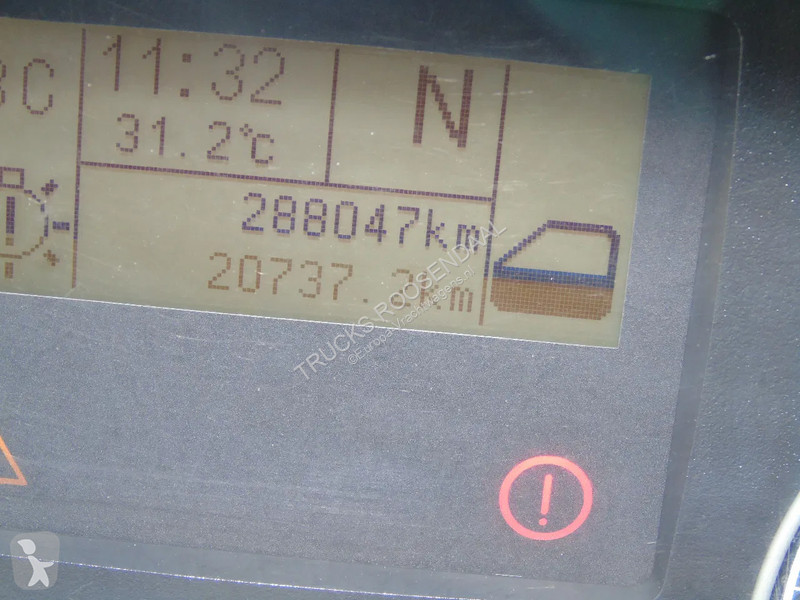 11:32
31.2°C
N
288047km
TRUCKS ROOSENDAAL